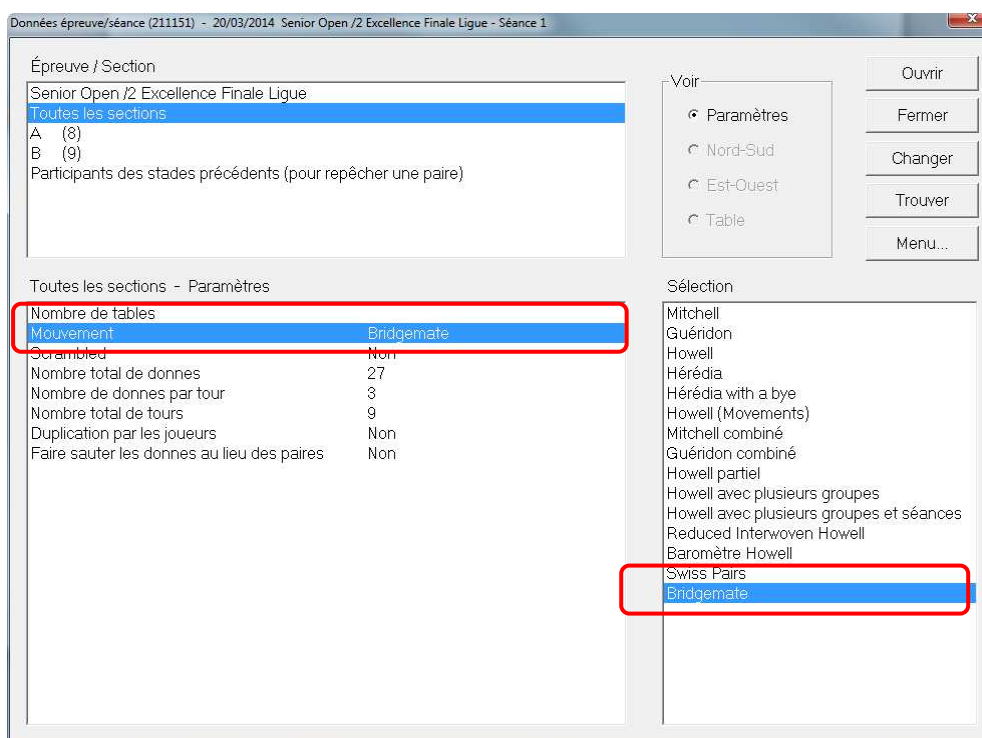 Données épreuve/séance (211151) - 20/03/2014 Senior Open /2 Excellence Finale Ligue - Séance 1
Épreuve / Section
Senior Open /2 Excellence Finale Ligue
Toutes les sections
A (8)
B (9)
Participants des stades précédents (pour repêcher une paire)
Voir
Paramètres
Nord-Sud
Est-Ouest
Table
Ouvrir
Fermer
Changer
Trouver
Menu...
Toutes les sections - Paramètres
Nombre de tables
Mouvement Bridgemate
Scrambled Non
Nombre total de donnes 27
Nombre de donnes par tour 3
Nombre total de tours 9
Duplication par les joueurs Non
Faire sauter les donnes au lieu des paires Non
Sélection
Mitchell
Guéridon
Howell
Hérédia
Hérédia with a bye
Howell (Movements)
Mitchell combiné
Guéridon combiné
Howell partiel
Howell avec plusieurs groupes
Howell avec plusieurs groupes et séances
Reduced Interwoven Howell
Baromètre Howell
Swiss Pairs
Bridgemate